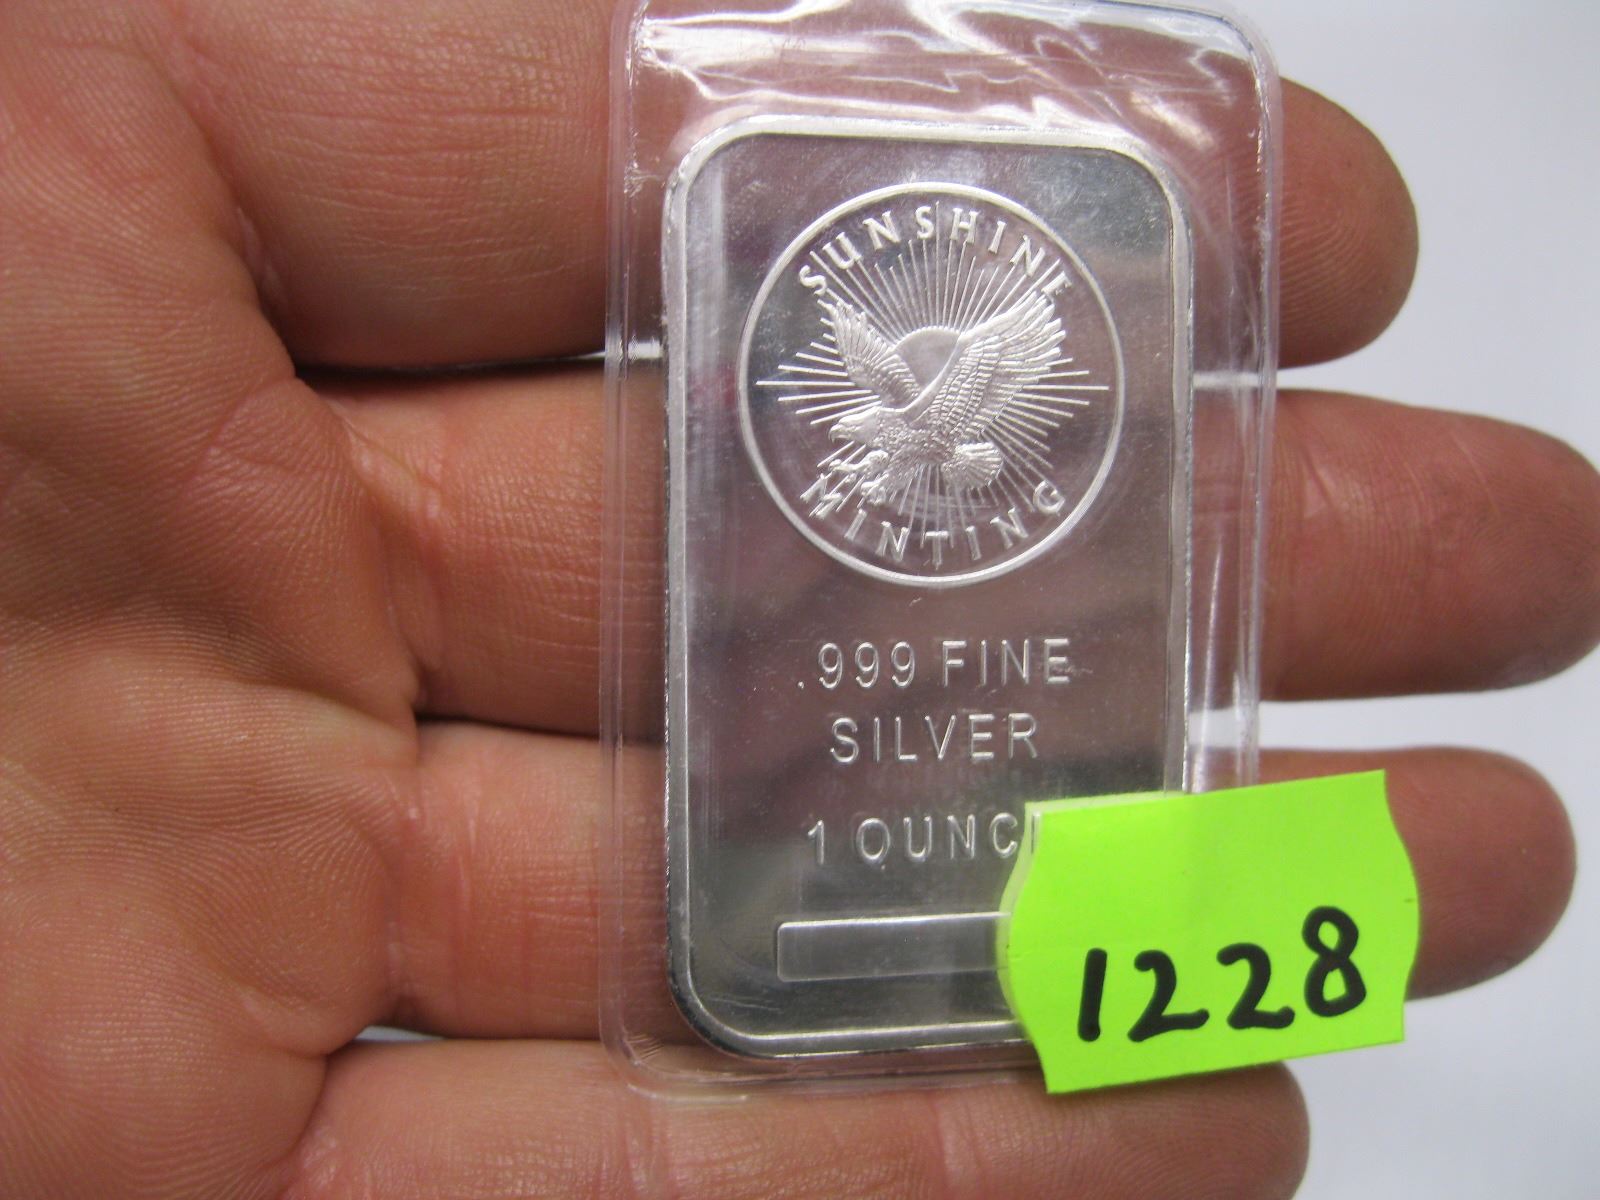 SUNSHINE
MINTING
.999 FINE
SILVER
1 OUNC
1228